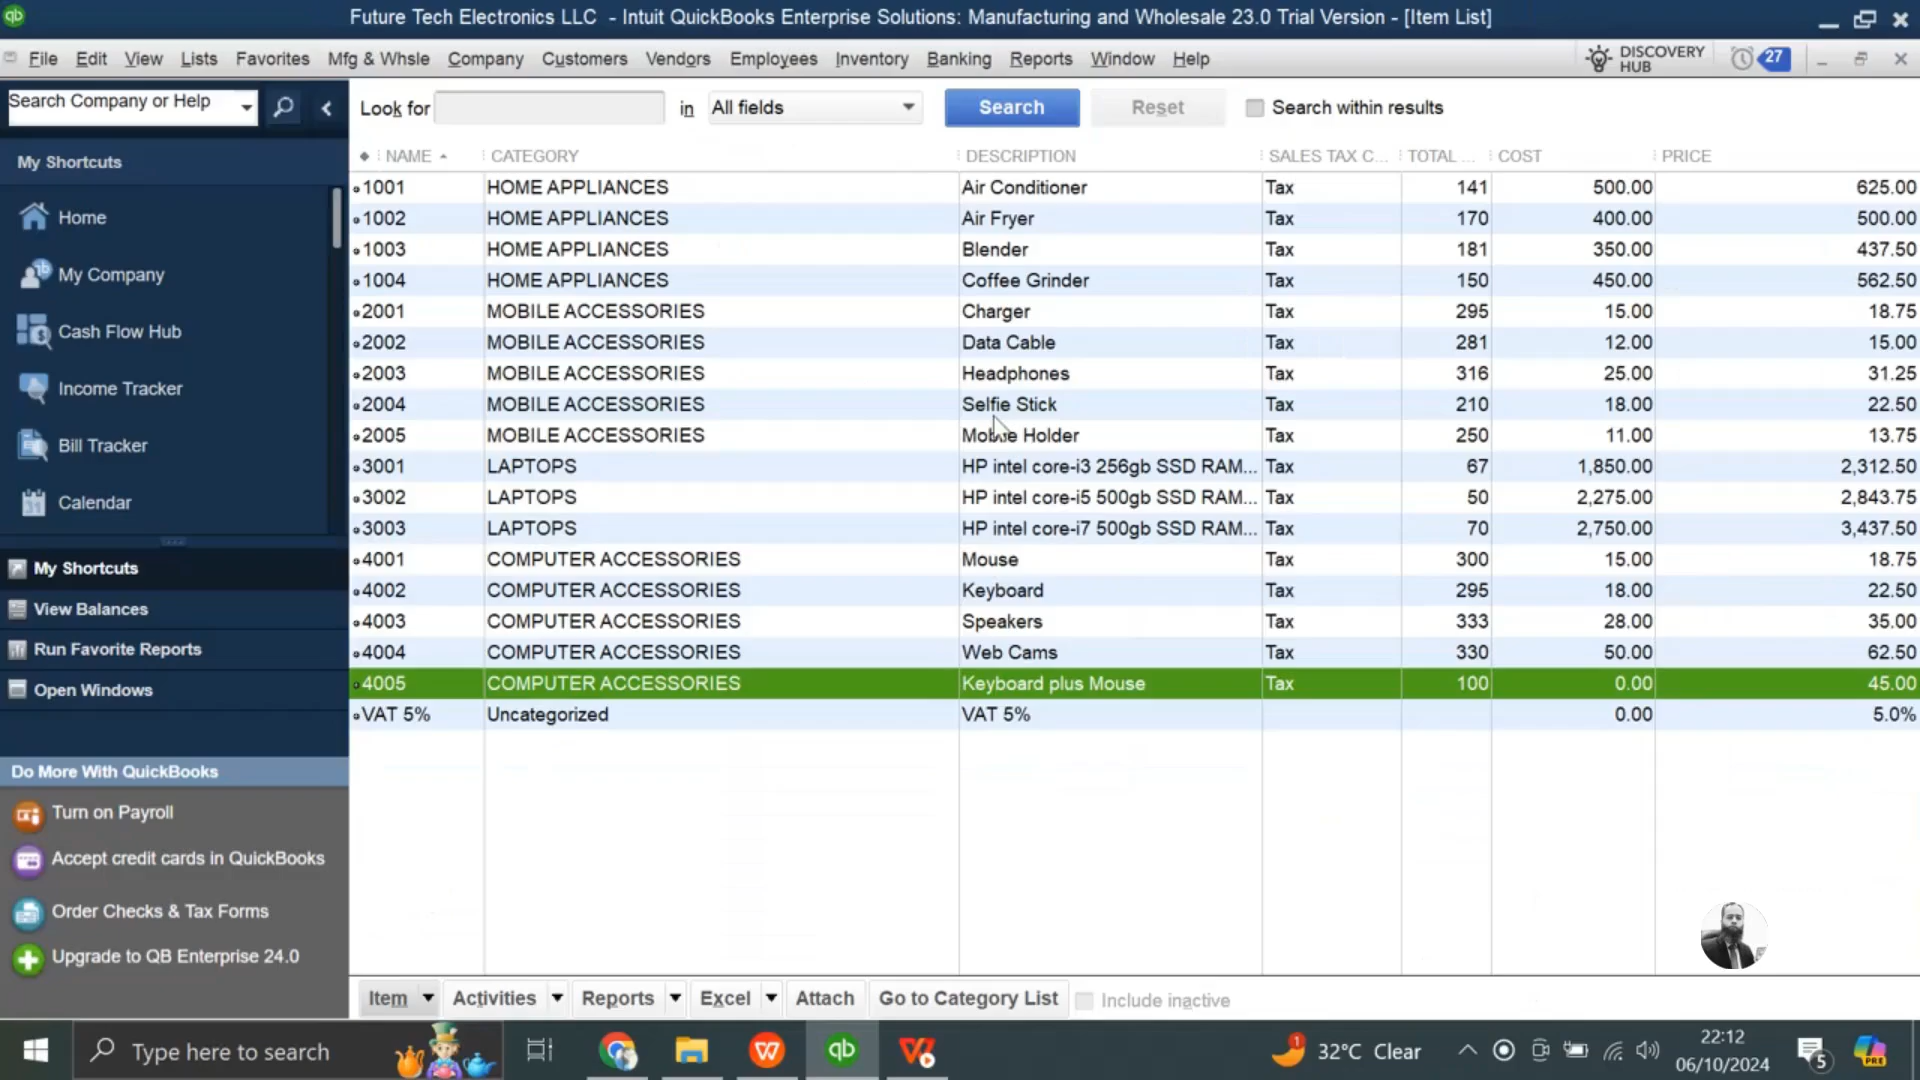 Future Tech Electronics LLC - Intuit QuickBooks Enterprise Solutions: Manufacturing and Wholesale 23.0 Trial Version - [Item List]
File Edit View Lists Favorites Mfg & Whsle Company Customers Vendors Employees Inventory Banking Reports Window Help DISCOVERY HUB 27
Search Company or Help
Look for in All fields Search Reset Search within results
My Shortcuts
Home
My Company
Cash Flow Hub
Income Tracker
Bill Tracker
Calendar
My Shortcuts
View Balances
Run Favorite Reports
Open Windows
Do More With QuickBooks
Turn on Payroll
Accept credit cards in QuickBooks
Order Checks & Tax Forms
Upgrade to QB Enterprise 24.0
NAME CATEGORY DESCRIPTION SALES TAX C... TOTAL ... COST PRICE
1001 HOME APPLIANCES Air Conditioner Tax 141 500.00 625.00
1002 HOME APPLIANCES Air Fryer Tax 170 400.00 500.00
1003 HOME APPLIANCES Blender Tax 181 350.00 437.50
1004 HOME APPLIANCES Coffee Grinder Tax 150 450.00 562.50
2001 MOBILE ACCESSORIES Charger Tax 295 15.00 18.75
2002 MOBILE ACCESSORIES Data Cable Tax 281 12.00 15.00
2003 MOBILE ACCESSORIES Headphones Tax 316 25.00 31.25
2004 MOBILE ACCESSORIES Selfie Stick Tax 210 18.00 22.50
2005 MOBILE ACCESSORIES Mobile Holder Tax 250 11.00 13.75
3001 LAPTOPS HP intel core-i3 256gb SSD RAM... Tax 67 1,850.00 2,312.50
3002 LAPTOPS HP intel core-i5 500gb SSD RAM... Tax 50 2,275.00 2,843.75
3003 LAPTOPS HP intel core-i7 500gb SSD RAM... Tax 70 2,750.00 3,437.50
4001 COMPUTER ACCESSORIES Mouse Tax 300 15.00 18.75
4002 COMPUTER ACCESSORIES Keyboard Tax 295 18.00 22.50
4003 COMPUTER ACCESSORIES Speakers Tax 333 28.00 35.00
4004 COMPUTER ACCESSORIES Web Cams Tax 330 50.00 62.50
4005 COMPUTER ACCESSORIES Keyboard plus Mouse Tax 100 0.00 45.00
VAT 5% Uncategorized VAT 5% 0.00 5.0%
Item Activities Reports Excel Attach Go to Category List Include inactive
Type here to search
1
32°C Clear
22:12
06/10/2024
5
PRE